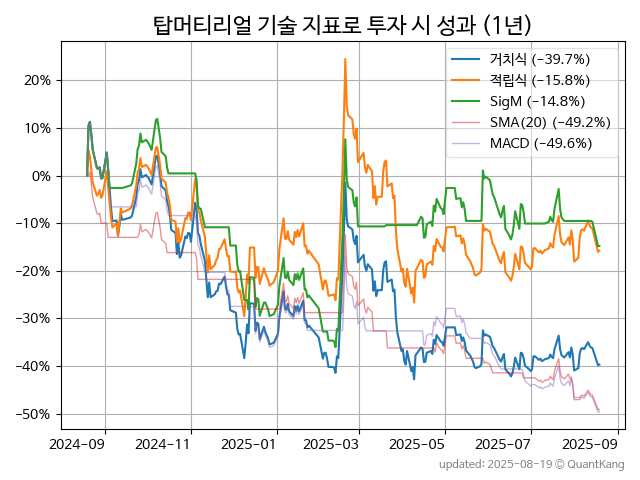 탑머티리얼 기술 지표로 투자 시 성과 (1년)
거치식 (−39.7%)
적립식 (−15.8%)
SigM (−14.8%)
SMA(20) (−49.2%)
MACD (−49.6%)
20%
10%
0%
−10%
−20%
−30%
−40%
−50%
2024-09 2024-11 2025-01 2025-03 2025-05 2025-07 2025-09
updated: 2025-08-19 © QuantKang